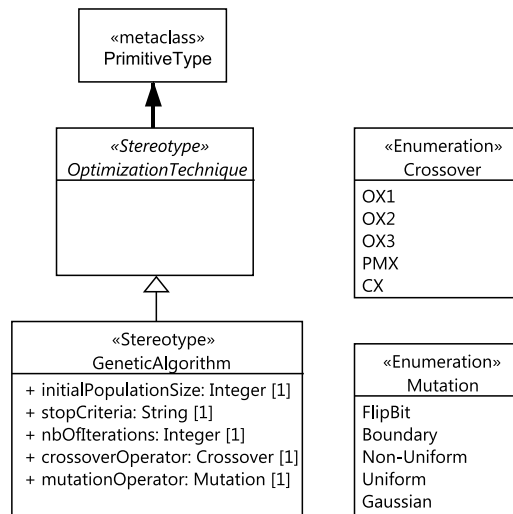 «metaclass»
PrimitiveType
«Stereotype»
OptimizationTechnique
«Stereotype»
GeneticAlgorithm
+ initialPopulationSize: Integer [1]
+ stopCriteria: String [1]
+ nbOfIterations: Integer [1]
+ crossoverOperator: Crossover [1]
+ mutationOperator: Mutation [1]
«Enumeration»
Crossover
OX1
OX2
OX3
PMX
CX
«Enumeration»
Mutation
FlipBit
Boundary
Non-Uniform
Uniform
Gaussian